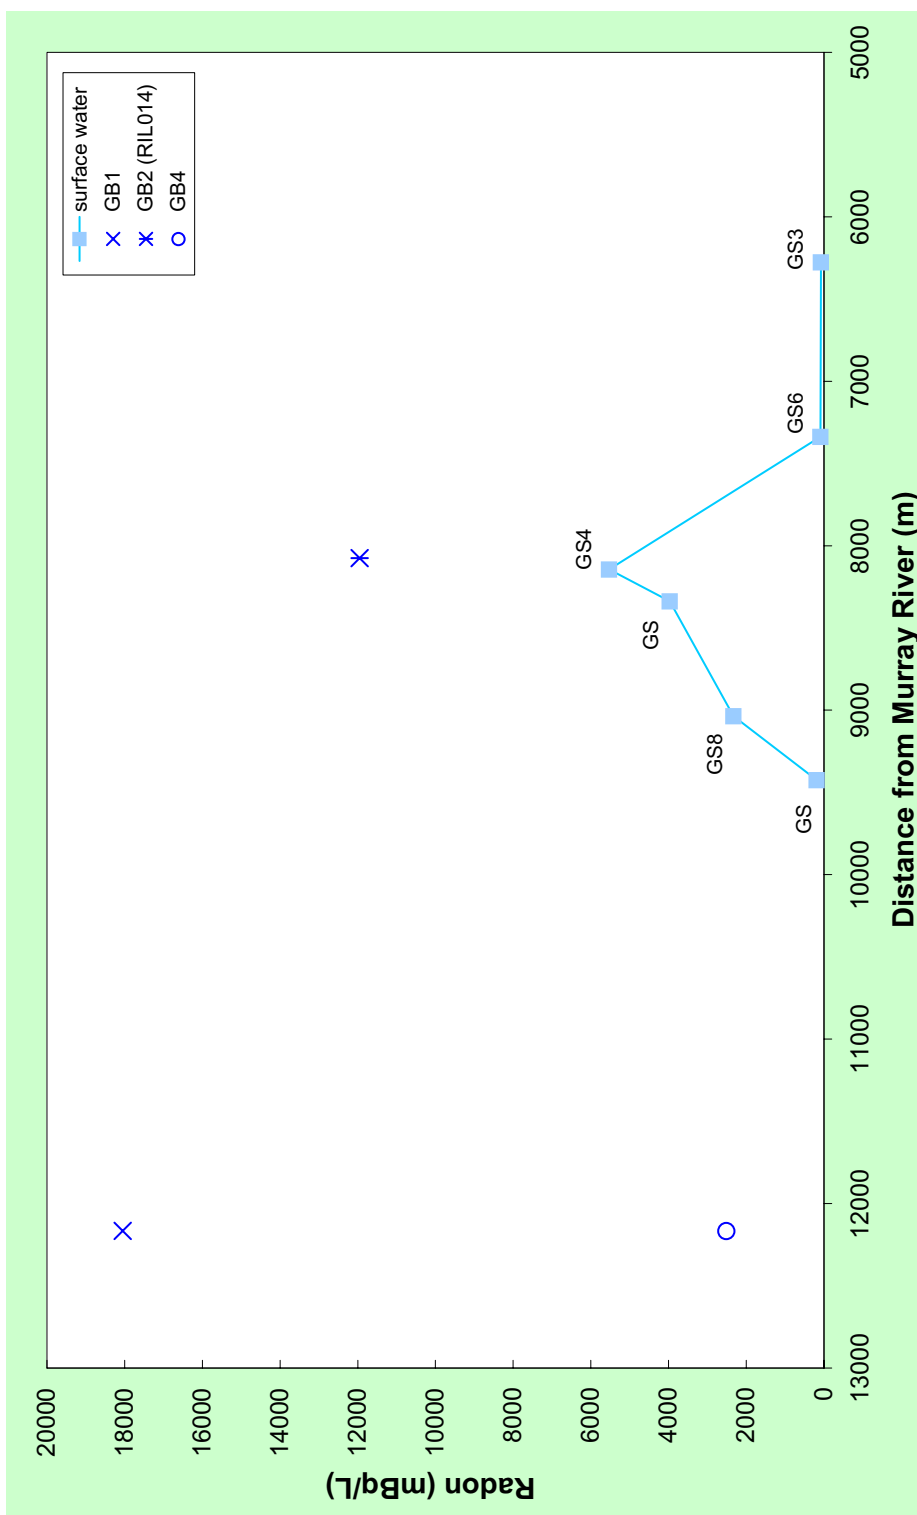 20000
18000
16000
14000
12000
10000
8000
6000
4000
2000
0
Radon (mBq/L)
surface water
GB1
GB2 (RIL014)
GB4
GS
GS8
GS
GS4
GS6
GS3
13000 12000 11000 10000 9000 8000 7000 6000 5000
Distance from Murray River (m)